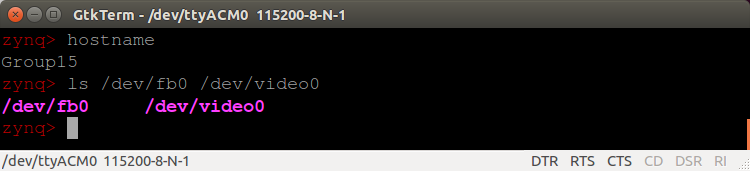 GtkTerm - /dev/ttyACM0 115200-8-N-1
zynq> hostname
Group15
zynq> ls /dev/fb0 /dev/video0
/dev/fb0     /dev/video0
zynq>
/dev/ttyACM0 115200-8-N-1 DTR RTS CTS CD DSR RI